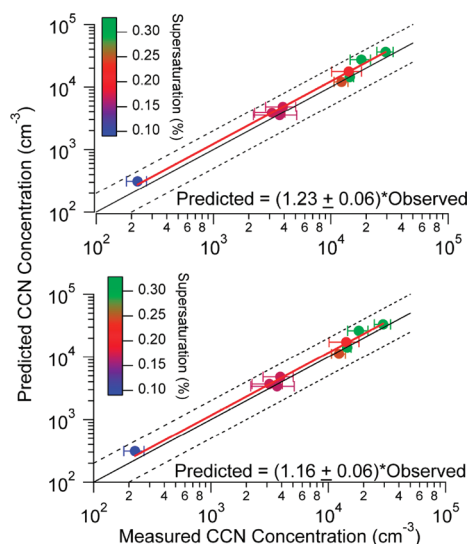 10^5
0.30
0.25
0.20
0.15
0.10
Supersaturation (%)
10^4
10^3
10^2
Predicted = (1.23 ± 0.06)*Observed
10^2 2 4 6 8 10^3 2 4 6 8 10^4 2 4 6 8 10^5
Predicted CCN Concentration (cm^-3)
10^5
0.30
0.25
0.20
0.15
0.10
Supersaturation (%)
10^4
10^3
10^2
Predicted = (1.16 ± 0.06)*Observed
10^2 2 4 6 8 10^3 2 4 6 8 10^4 2 4 6 8 10^5
Measured CCN Concentration (cm^-3)